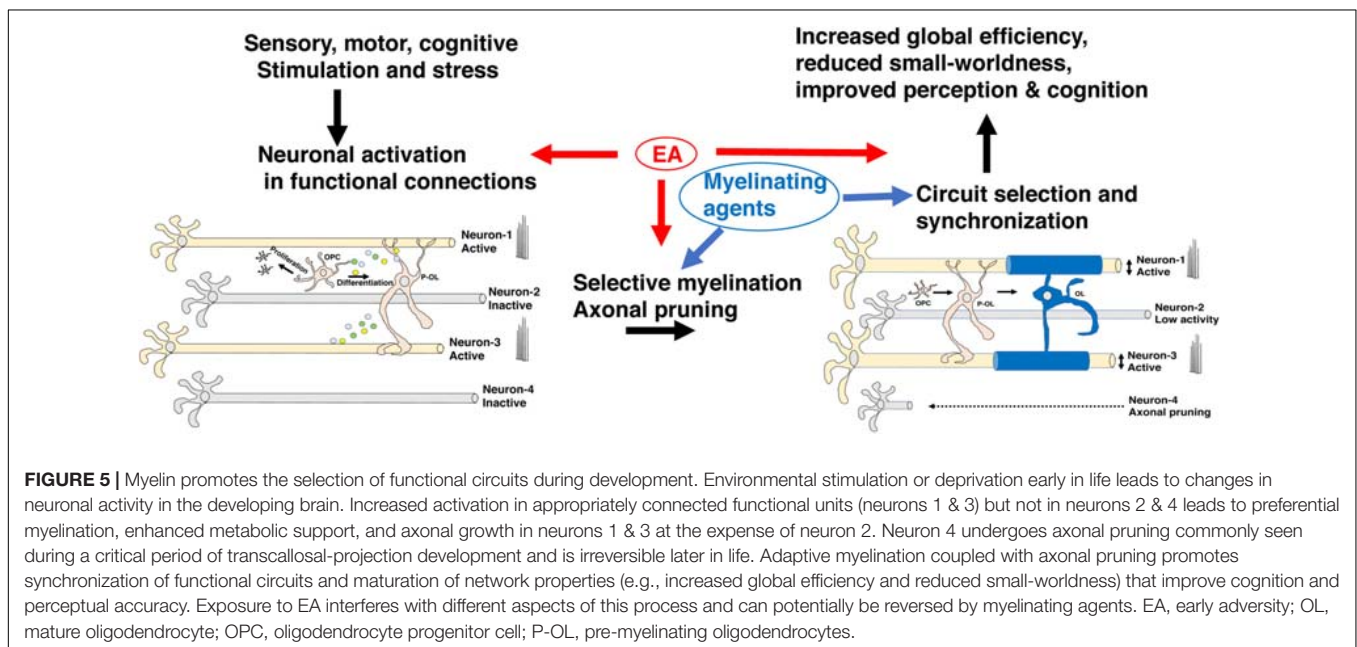 Sensory, motor, cognitive
Stimulation and stress
Increased global efficiency,
reduced small-worldness,
improved perception & cognition
Neuronal activation
in functional connections
EA
Myelinating
agents
Circuit selection and
synchronization
Selective myelination
Axonal pruning
Neuron-1
Active
Proliferation
OPC
Differentiation
P-OL
Neuron-2
Inactive
Neuron-3
Active
Neuron-4
Inactive
Neuron-1
Active
OPC
P-OL
OL
Neuron-2
Low activity
Neuron-3
Active
Neuron-4
Axonal pruning
FIGURE 5 | Myelin promotes the selection of functional circuits during development. Environmental stimulation or deprivation early in life leads to changes in
neuronal activity in the developing brain. Increased activation in appropriately connected functional units (neurons 1 & 3) but not in neurons 2 & 4 leads to preferential
myelination, enhanced metabolic support, and axonal growth in neurons 1 & 3 at the expense of neuron 2. Neuron 4 undergoes axonal pruning commonly seen
during a critical period of transcallosal-projection development and is irreversible later in life. Adaptive myelination coupled with axonal pruning promotes
synchronization of functional circuits and maturation of network properties (e.g., increased global efficiency and reduced small-worldness) that improve cognition and
perceptual accuracy. Exposure to EA interferes with different aspects of this process and can potentially be reversed by myelinating agents. EA, early adversity; OL,
mature oligodendrocyte; OPC, oligodendrocyte progenitor cell; P-OL, pre-myelinating oligodendrocytes.